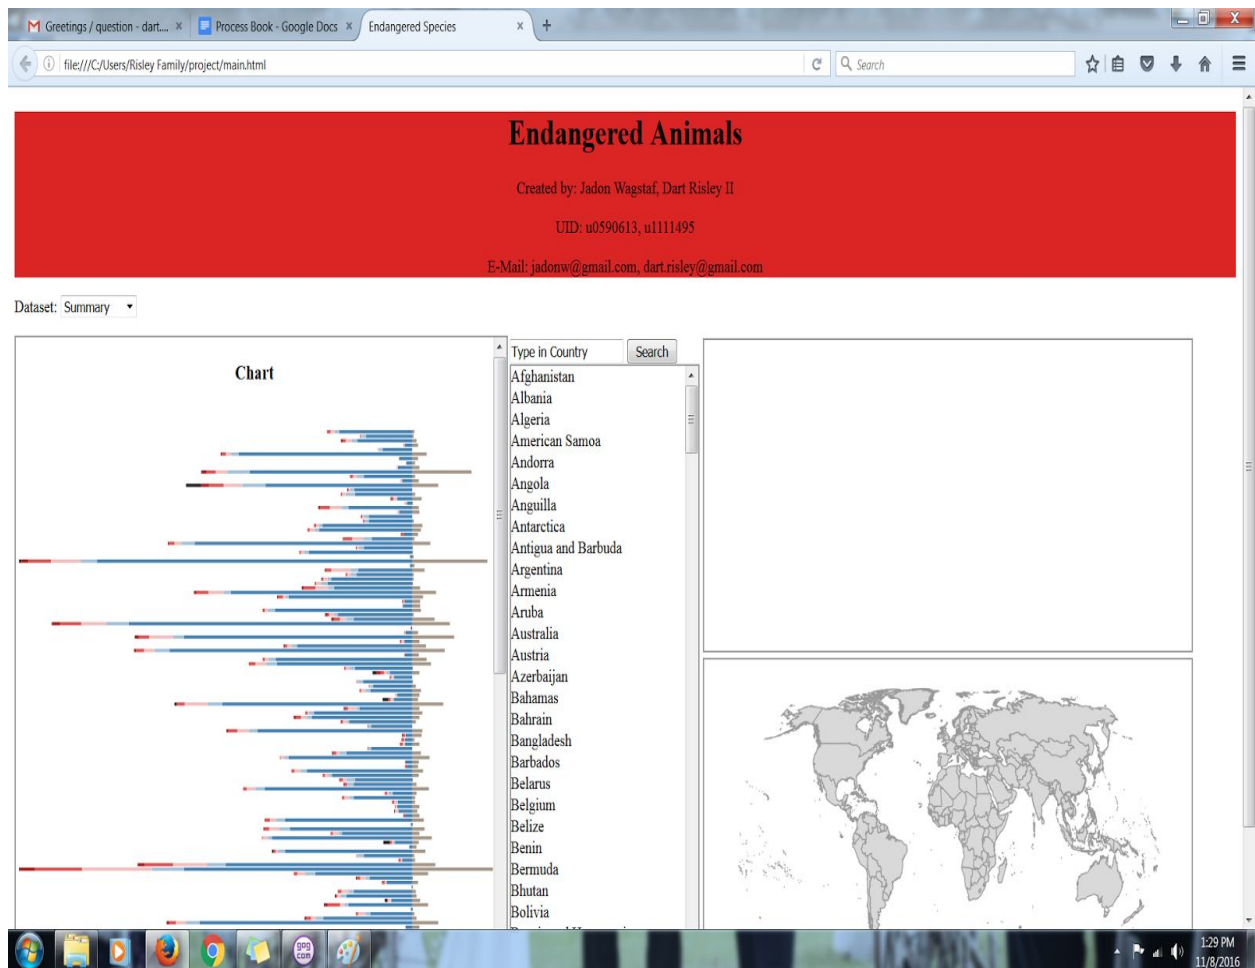 Greetings / question - dart....
Process Book - Google Docs
Endangered Species
file:///C:/Users/Risley Family/project/main.html
Search
Endangered Animals
Created by: Jadon Wagstaf, Dart Risley II
UID: u0590613, u1111495
E-Mail: jadonw@gmail.com, dart.risley@gmail.com
Dataset: Summary
Chart
Type in Country Search
Afghanistan
Albania
Algeria
American Samoa
Andorra
Angola
Anguilla
Antarctica
Antigua and Barbuda
Argentina
Armenia
Aruba
Australia
Austria
Azerbaijan
Bahamas
Bahrain
Bangladesh
Barbados
Belarus
Belgium
Belize
Benin
Bermuda
Bhutan
Bolivia
gog
com
1:29 PM
11/8/2016